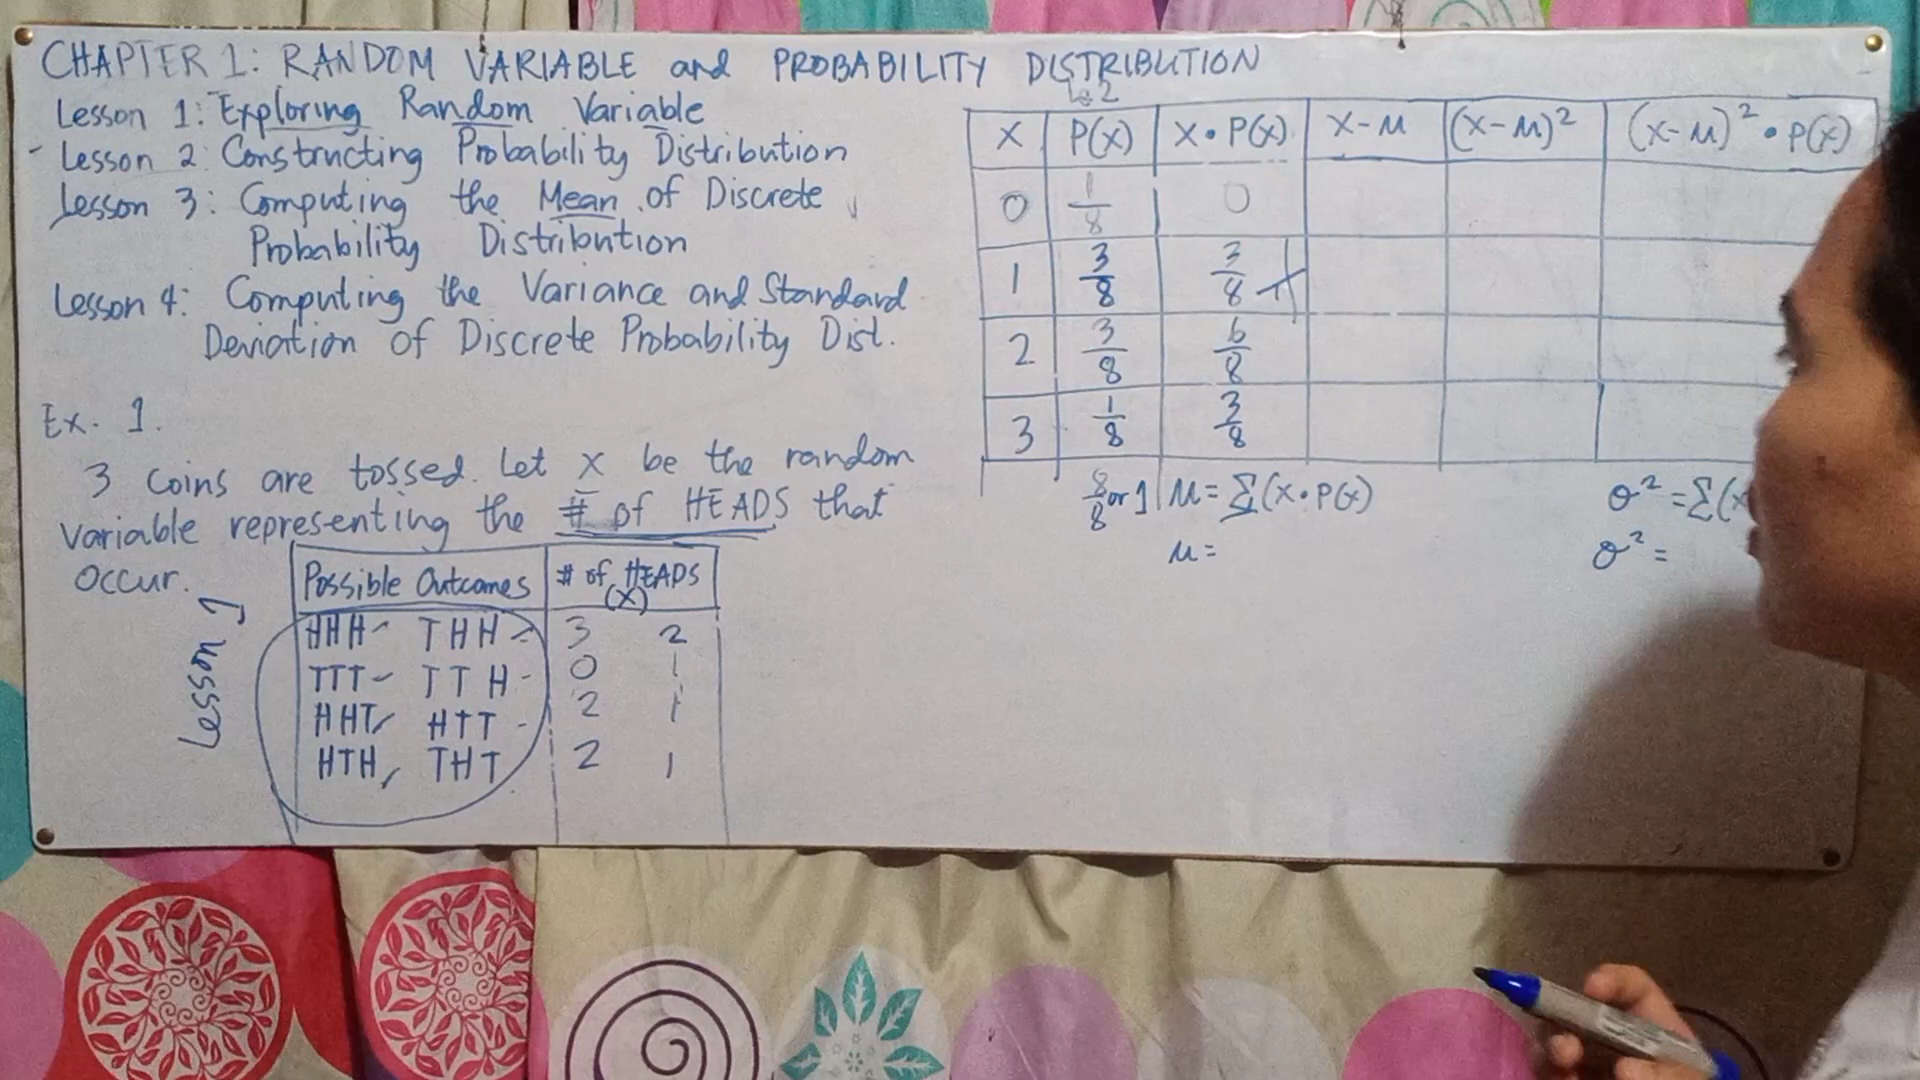 CHAPTER 1: RANDOM VARIABLE and PROBABILITY DISTRIBUTION
Lesson 1: Exploring Random Variable
Lesson 2: Constructing Probability Distribution
Lesson 3: Computing the Mean of Discrete
Probability Distribution
Lesson 4: Computing the Variance and Standard
Deviation of Discrete Probability Dist.
Ex. 1.
3 coins are tossed. Let X be the random
variable representing the # of HEADS that
occur.
Lesson 1
Possible Outcomes # of HEADS
(X)
HHH THH 3 2
TTT TTH 0 1
HHT HTT 2 1
HTH THT 2 1
X P(X) X • P(X) X-μ (X-μ)² (X-μ)² • P(X)
0 1/8 0
1 3/8 3/8
2 3/8 6/8
3 1/8 3/8
8/8 or 1 μ = Σ(X • P(X) σ² = Σ(X
μ = σ² =